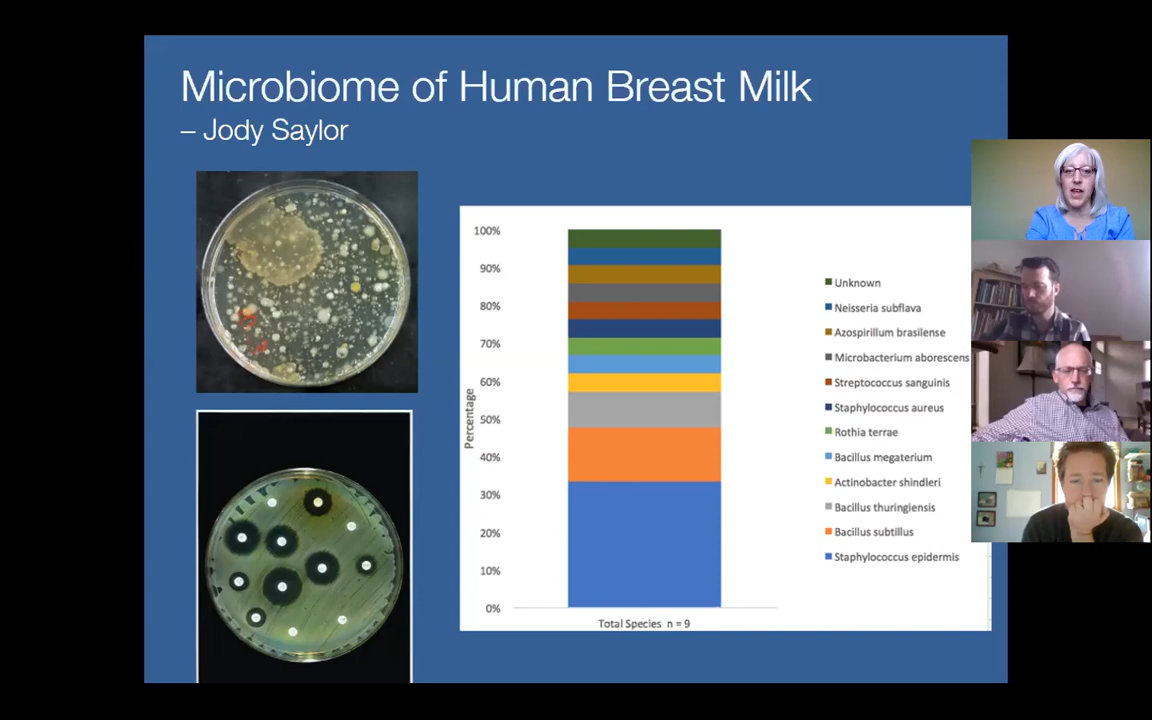 Microbiome of Human Breast Milk
– Jody Saylor
100%
90%
80%
70%
60%
50%
40%
30%
20%
10%
0%
Percentage
Total Species n = 9
Unknown
Neisseria subflava
Azospirillum brasilense
Microbacterium aborescens
Streptococcus sanguinis
Staphylococcus aureus
Rothia terrae
Bacillus megaterium
Actinobacter shindleri
Bacillus thuringiensis
Bacillus subtillus
Staphylococcus epidermis